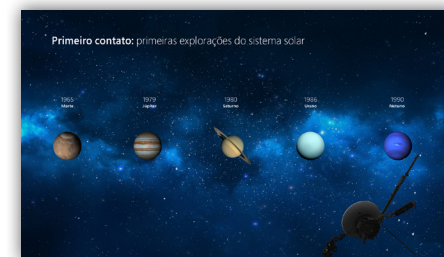 Primeiro contato: primeiras explorações do sistema solar
1965
Marte
1979
Júpiter
1980
Saturno
1986
Urano
1990
Netuno